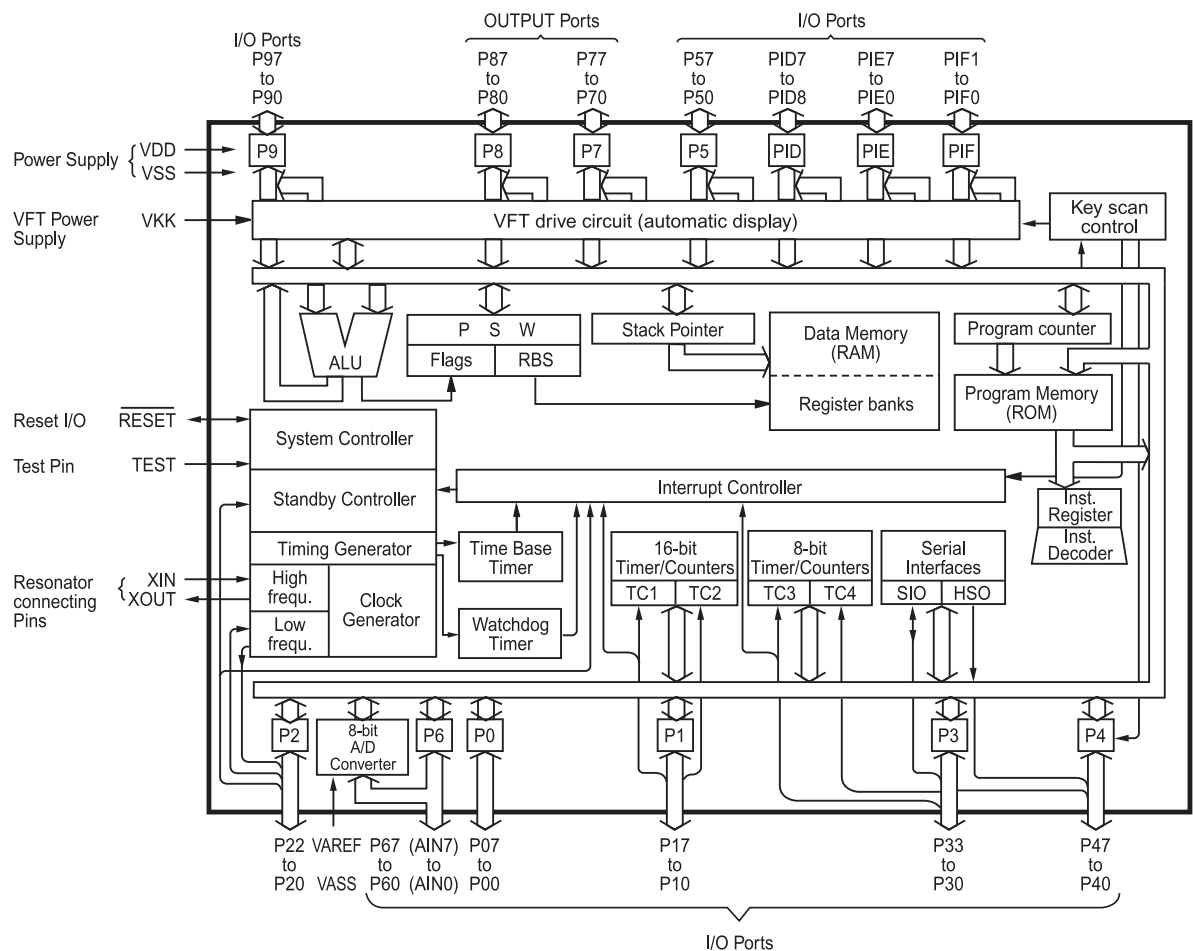 OUTPUT Ports
I/O Ports
I/O Ports
P97
to
P90
P87
to
P80
P77
to
P70
P57
to
P50
PID7
to
PID8
PIE7
to
PIE0
PIF1
to
PIF0
Power Supply { VDD
VSS
P9
P8
P7
P5
PID
PIE
PIF
VFT Power
Supply
VKK
VFT drive circuit (automatic display)
Key scan
control
ALU
P S W
Flags
RBS
Stack Pointer
Data Memory
(RAM)
Register banks
Program counter
Program Memory
(ROM)
Reset I/O
RESET
Test Pin
TEST
System Controller
Standby Controller
Interrupt Controller
Inst.
Register
Inst.
Decoder
Timing Generator
Time Base
Timer
16-bit
Timer/Counters
TC1
TC2
8-bit
Timer/Counters
TC3
TC4
Serial
Interfaces
SIO
HSO
Resonator
connecting
Pins
{ XIN
XOUT
High
frequ.
Low
frequ.
Clock
Generator
Watchdog
Timer
P2
8-bit
A/D
Converter
P6
P0
P1
P3
P4
P22
to
P20
VAREF
VASS
P67
to
P60
(AIN7)
to
(AIN0)
P07
to
P00
P17
to
P10
P33
to
P30
P47
to
P40
I/O Ports